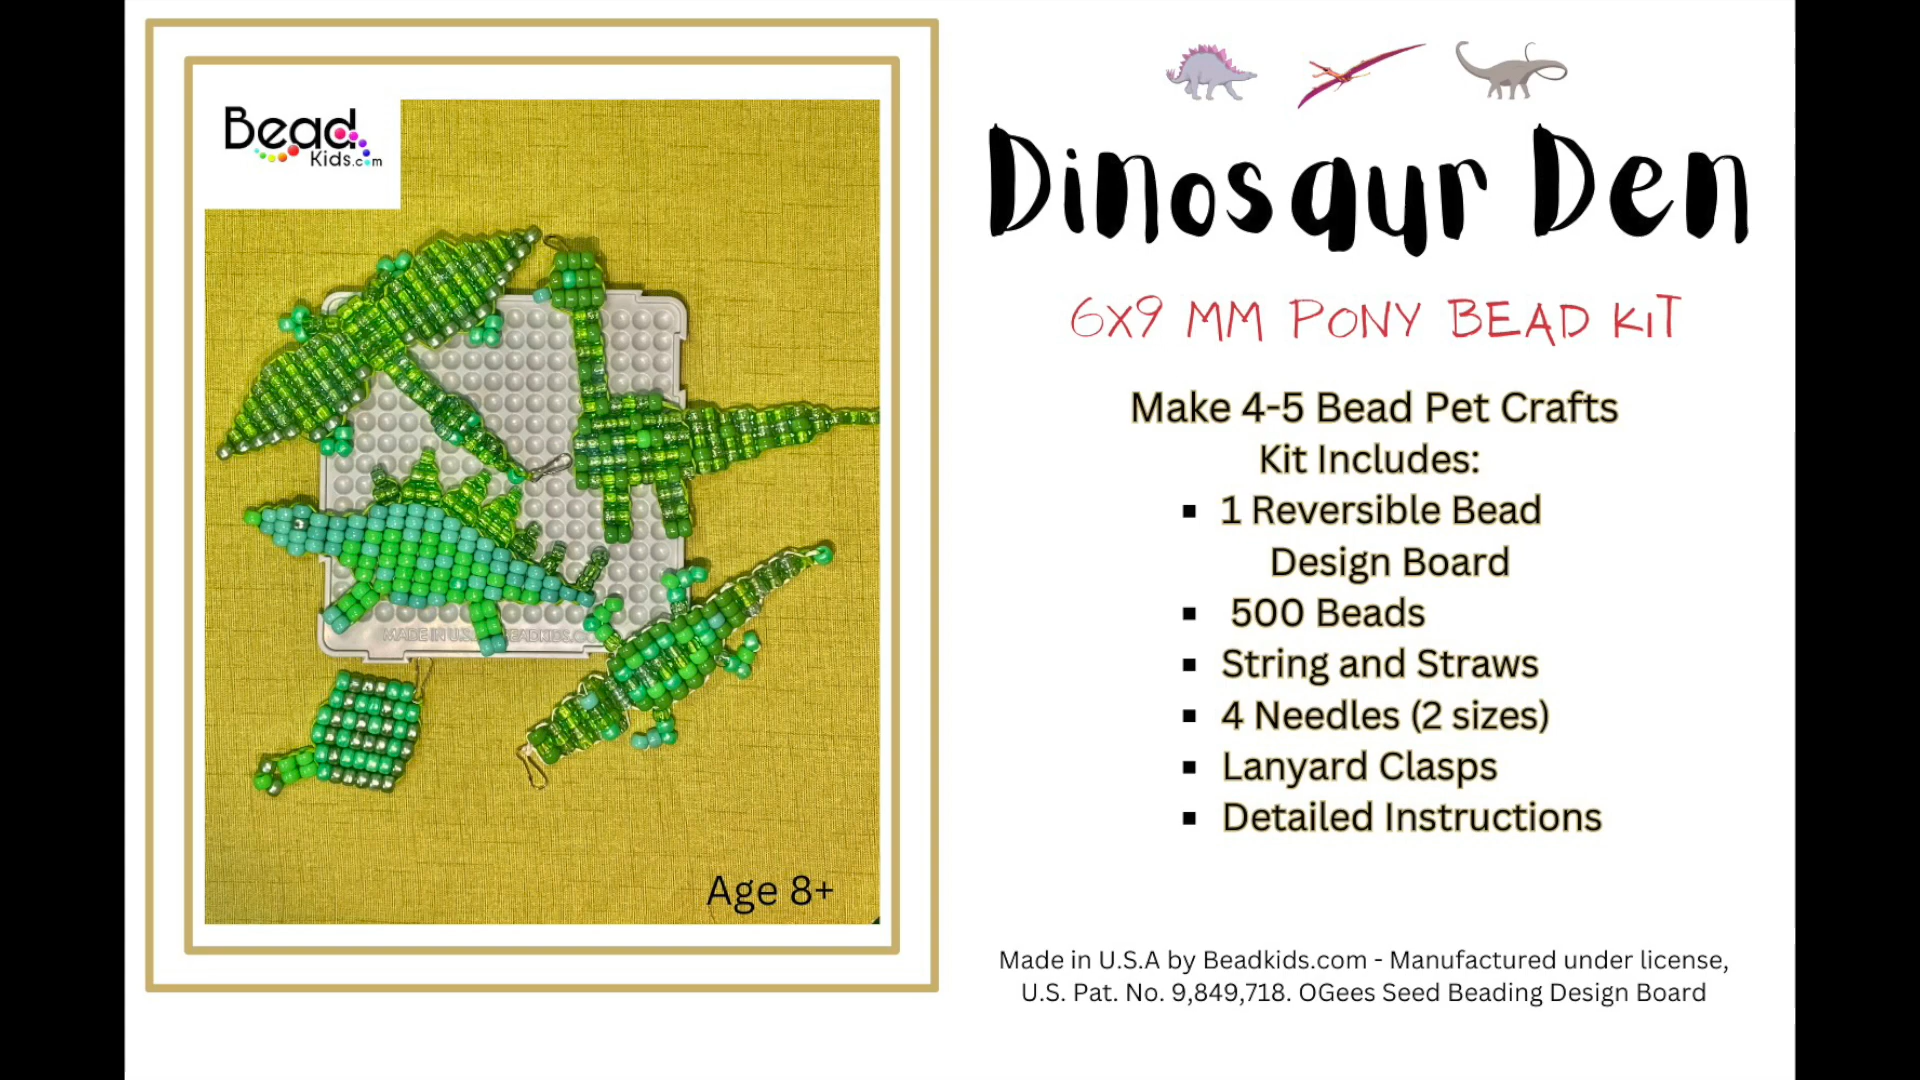 Bead
Kids.com
Dinosaur Den
6x9 MM PONY BEAD KIT
Make 4-5 Bead Pet Crafts
Kit Includes:
▪ 1 Reversible Bead
Design Board
▪ 500 Beads
▪ String and Straws
▪ 4 Needles (2 sizes)
▪ Lanyard Clasps
▪ Detailed Instructions
MADE IN U.S.
EADKIDS.C
Age 8+
Made in U.S.A by Beadkids.com - Manufactured under license,
U.S. Pat. No. 9,849,718. OGees Seed Beading Design Board